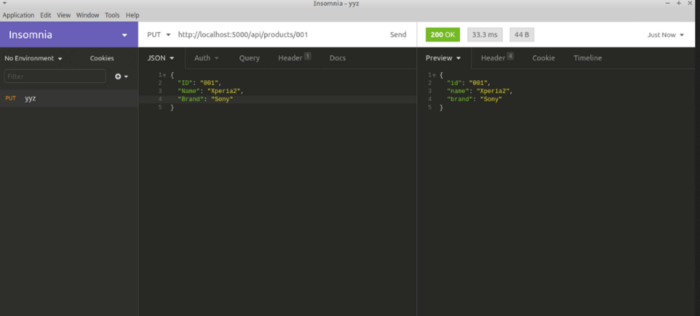 Insomnia – yyz
Application Edit View Window Tools Help
Insomnia
PUT http://localhost:5000/api/products/001 Send
200 OK 33.3 ms 44 B Just Now
No Environment Cookies
JSON Auth Query Header 1 Docs
Preview Header Cookie Timeline
Filter
PUT yyz
1 {
2 "ID": "001",
3 "Name": "Xperia2",
4 "Brand": "Sony"
5 }
1 {
2 "id": "001",
3 "name": "Xperia2",
4 "brand": "Sony"
5 }